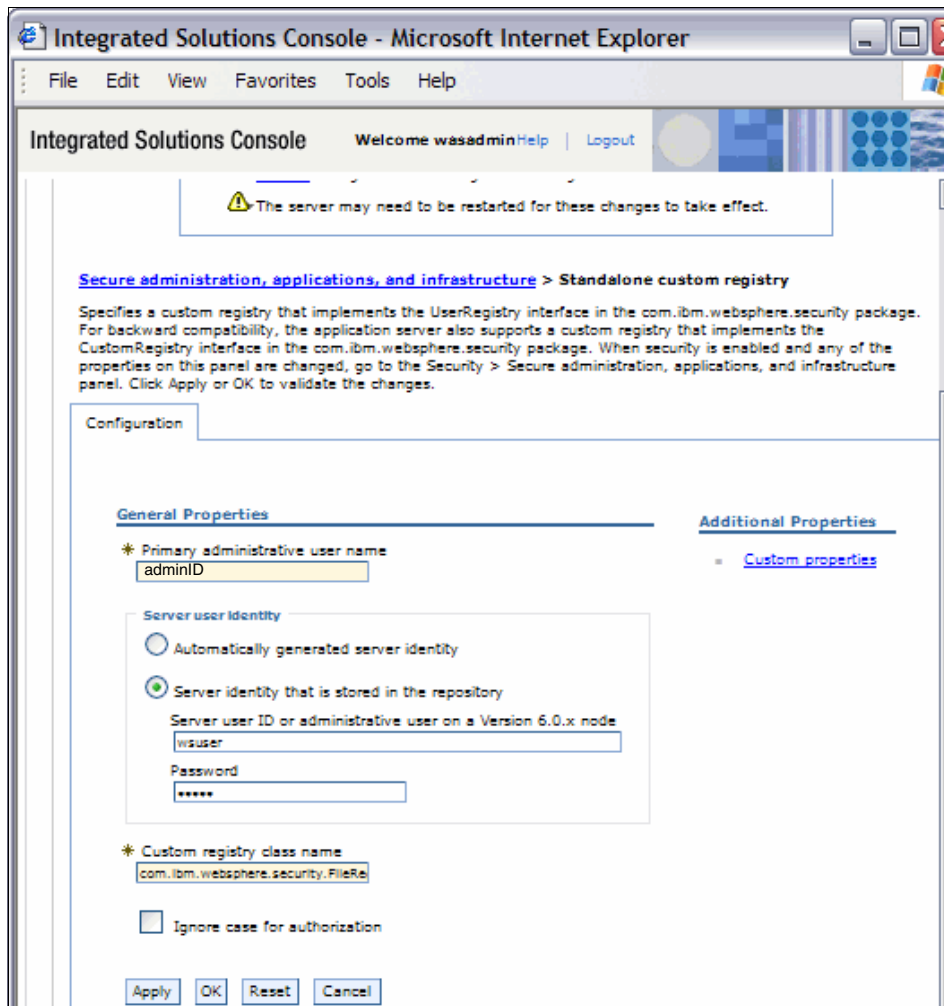 Integrated Solutions Console - Microsoft Internet Explorer
File Edit View Favorites Tools Help
Integrated Solutions Console Welcome wasadmin Help | Logout
The server may need to be restarted for these changes to take effect.
Secure administration, applications, and infrastructure > Standalone custom registry
Specifies a custom registry that implements the UserRegistry interface in the com.ibm.websphere.security package.
For backward compatibility, the application server also supports a custom registry that implements the
CustomRegistry interface in the com.ibm.websphere.security package. When security is enabled and any of the
properties on this panel are changed, go to the Security > Secure administration, applications, and infrastructure
panel. Click Apply or OK to validate the changes.
Configuration
General Properties
Additional Properties
* Primary administrative user name
adminID
Custom properties
Server user identity
Automatically generated server identity
Server identity that is stored in the repository
Server user ID or administrative user on a Version 6.0.x node
wsuser
Password
•••••
* Custom registry class name
com.ibm.websphere.security.FileRe
Ignore case for authorization
Apply OK Reset Cancel